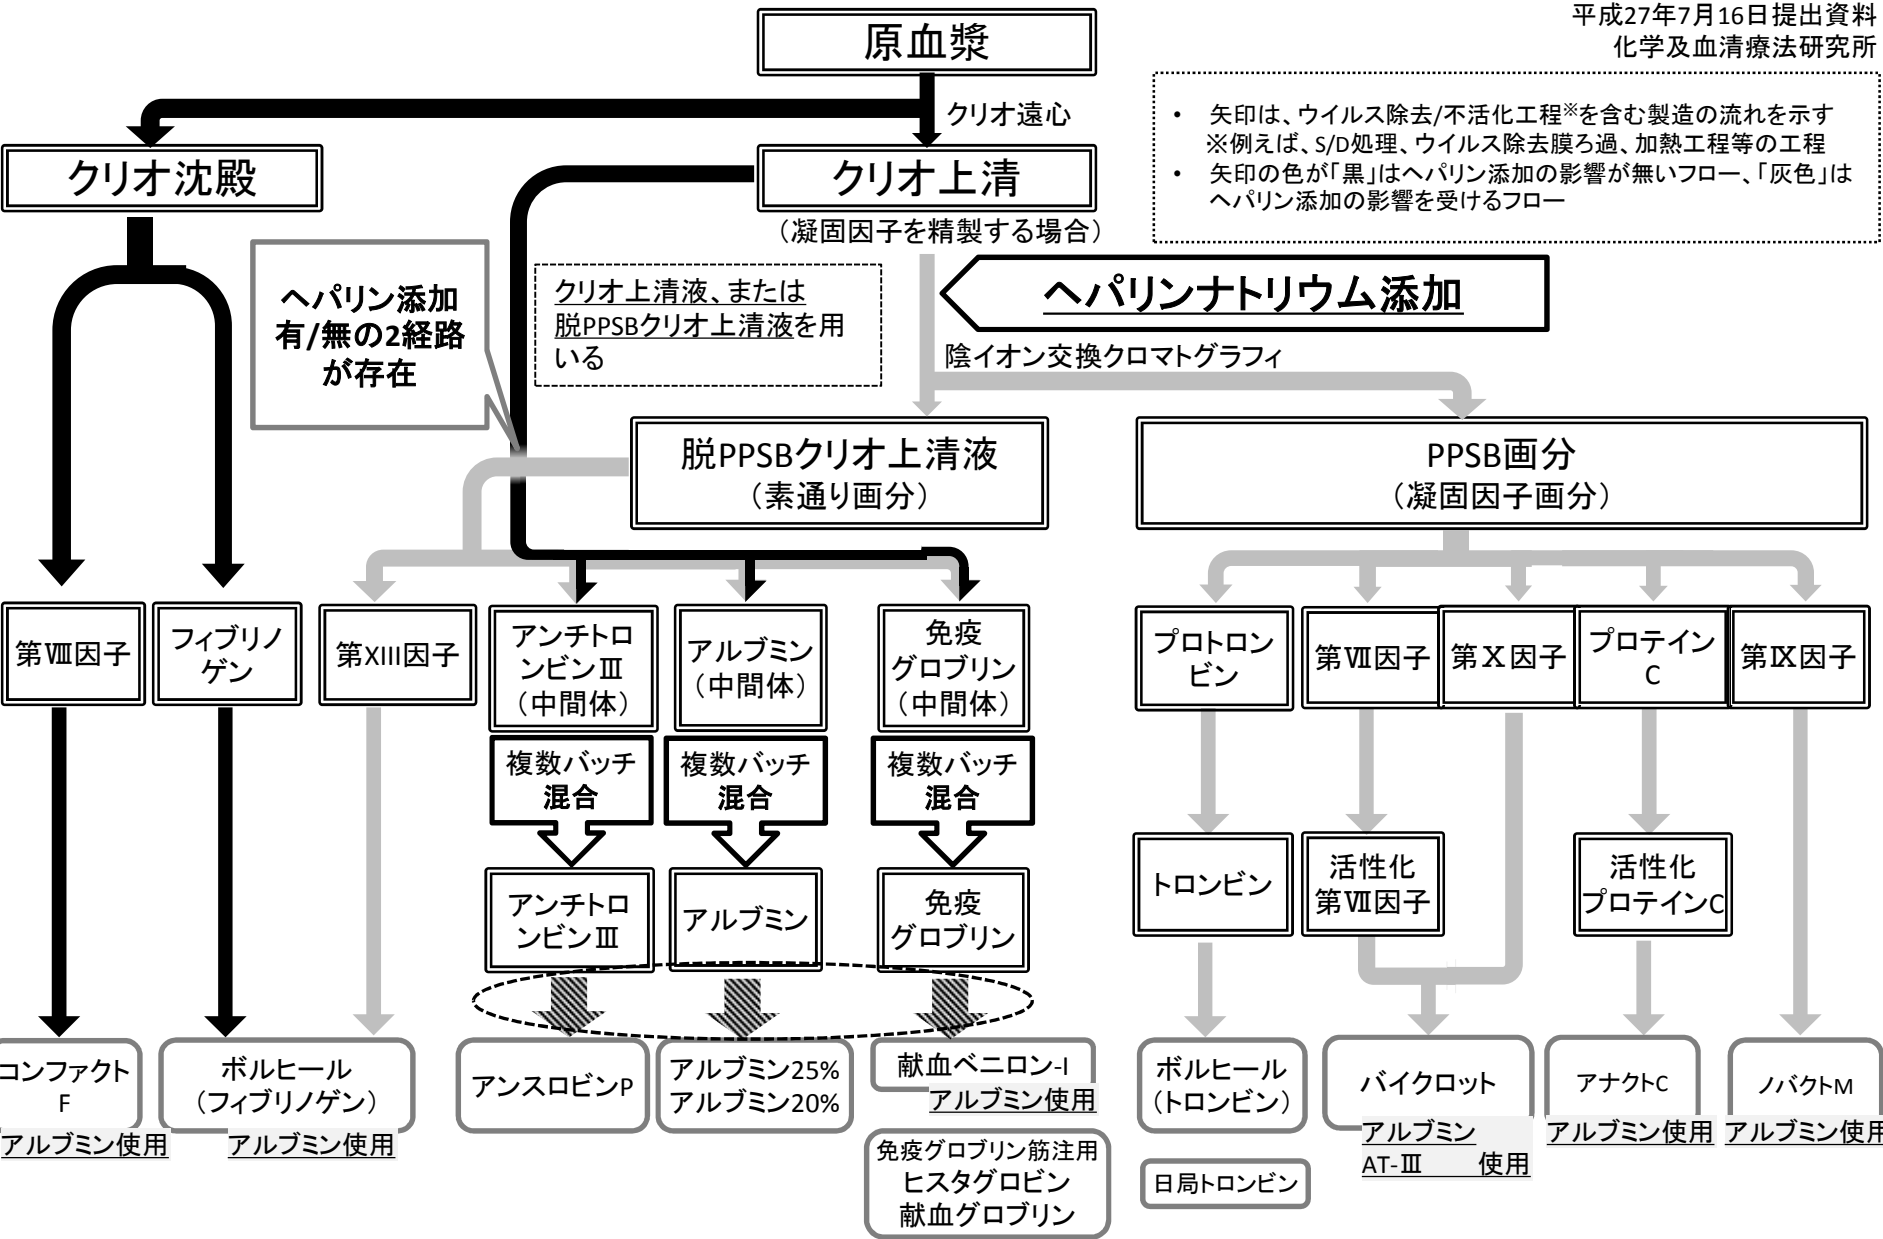 平成27年7月16日提出資料
化学及血清療法研究所
原血漿
クリオ遠心
• 矢印は、ウイルス除去/不活化工程※を含む製造の流れを示す
※例えば、S/D処理、ウイルス除去膜ろ過、加熱工程等の工程
• 矢印の色が「黒」はヘパリン添加の影響が無いフロー、「灰色」は
ヘパリン添加の影響を受けるフロー
クリオ沈殿
クリオ上清
（凝固因子を精製する場合）
ヘパリン添加
有/無の2経路
が存在
クリオ上清液、または
脱PPSBクリオ上清液を用
いる
ヘパリンナトリウム添加
陰イオン交換クロマトグラフィ
脱PPSBクリオ上清液
（素通り画分）
PPSB画分
（凝固因子画分）
第Ⅷ因子
フィブリノ
ゲン
第XIII因子
アンチトロ
ンビンⅢ
（中間体）
アルブミン
（中間体）
免疫
グロブリン
（中間体）
プロトロン
ビン
第Ⅶ因子
第Ⅹ因子
プロテイン
C
第Ⅸ因子
複数バッチ
混合
複数バッチ
混合
複数バッチ
混合
アンチトロ
ンビンⅢ
アルブミン
免疫
グロブリン
トロンビン
活性化
第Ⅶ因子
活性化
プロテインC
コンファクト
F
アルブミン使用
ボルヒール
（フィブリノゲン）
アルブミン使用
アンスロビンP
アルブミン25%
アルブミン20%
献血ベニロン-I
アルブミン使用
免疫グロブリン筋注用
ヒスタグロビン
献血グロブリン
ボルヒール
（トロンビン）
日局トロンビン
バイクロット
アルブミン
AT-Ⅲ 使用
アナクトC
アルブミン使用
ノバクトM
アルブミン使用